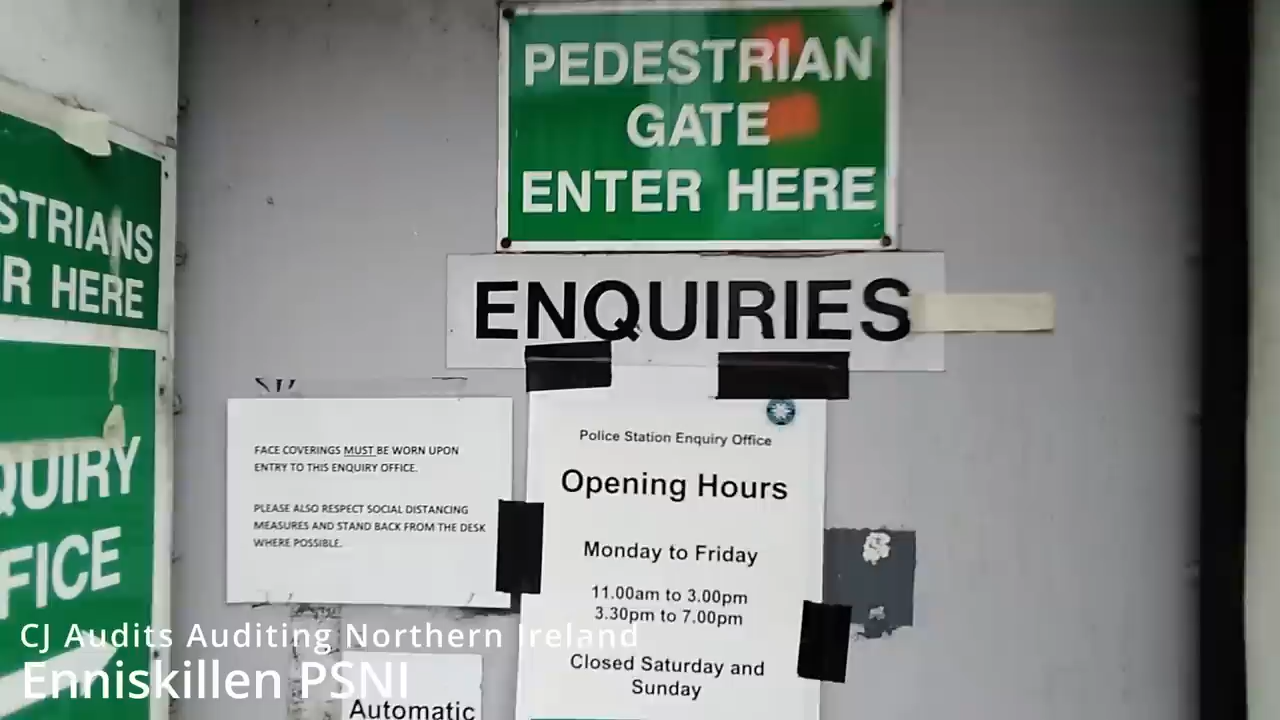 PEDESTRIAN
GATE
ENTER HERE
ENQUIRIES
STRIANS
R HERE
QUIRY
FICE
FACE COVERINGS MUST BE WORN UPON
ENTRY TO THIS ENQUIRY OFFICE.
PLEASE ALSO RESPECT SOCIAL DISTANCING
MEASURES AND STAND BACK FROM THE DESK
WHERE POSSIBLE.
Police Station Enquiry Office
Opening Hours
Monday to Friday
11.00am to 3.00pm
3.30pm to 7.00pm
Closed Saturday and
Sunday
Automatic
CJ Audits Auditing Northern Ireland
Enniskillen PSNI